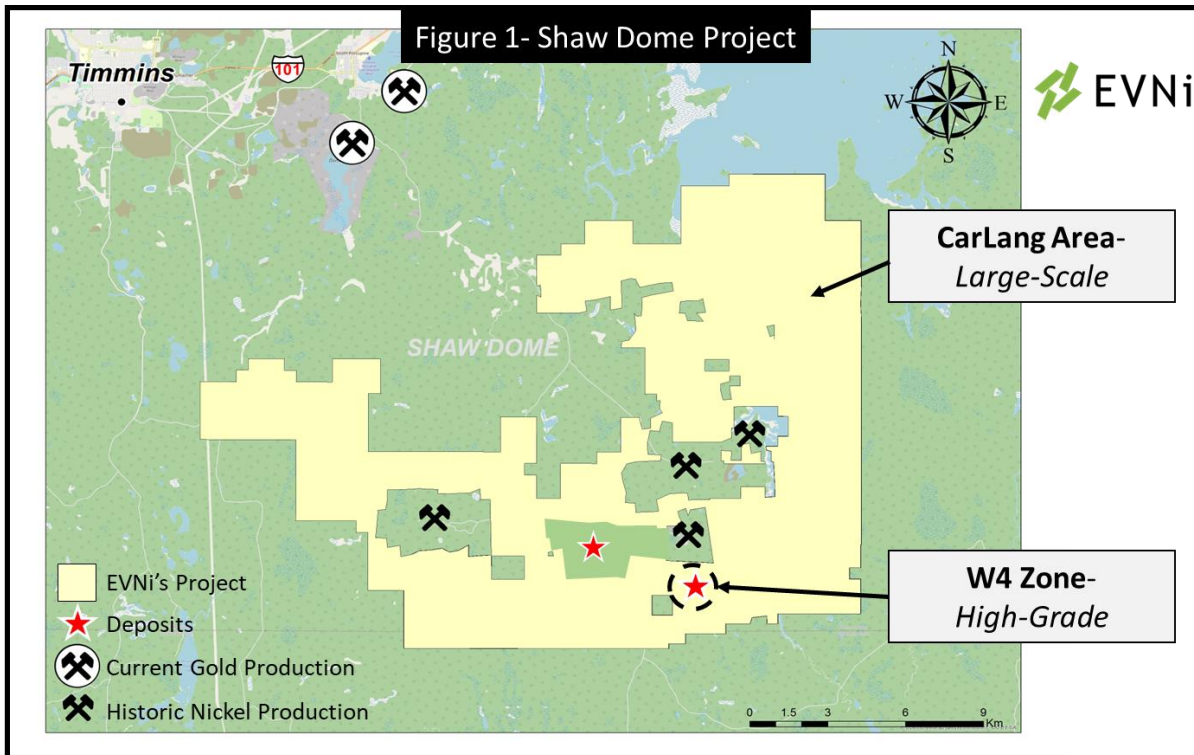 Figure 1- Shaw Dome Project
Timmins
101
N
W
E
S
EVNi
CarLang Area-
Large-Scale
SHAW DOME
EVNi's Project
Deposits
Current Gold Production
Historic Nickel Production
W4 Zone-
High-Grade
0 1.5 3 6 9
Km